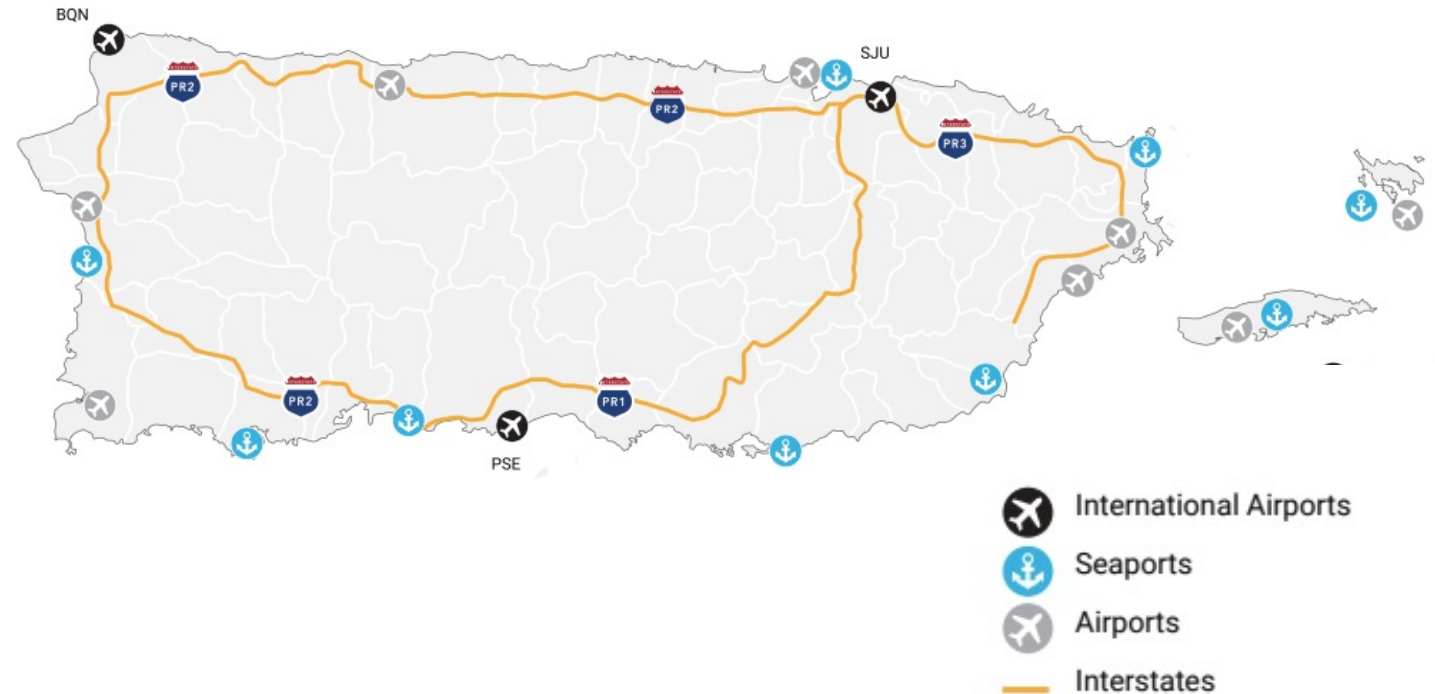 BQN
SJU
PR2
PR2
PR3
PR2
PR1
PSE
International Airports
Seaports
Airports
Interstates